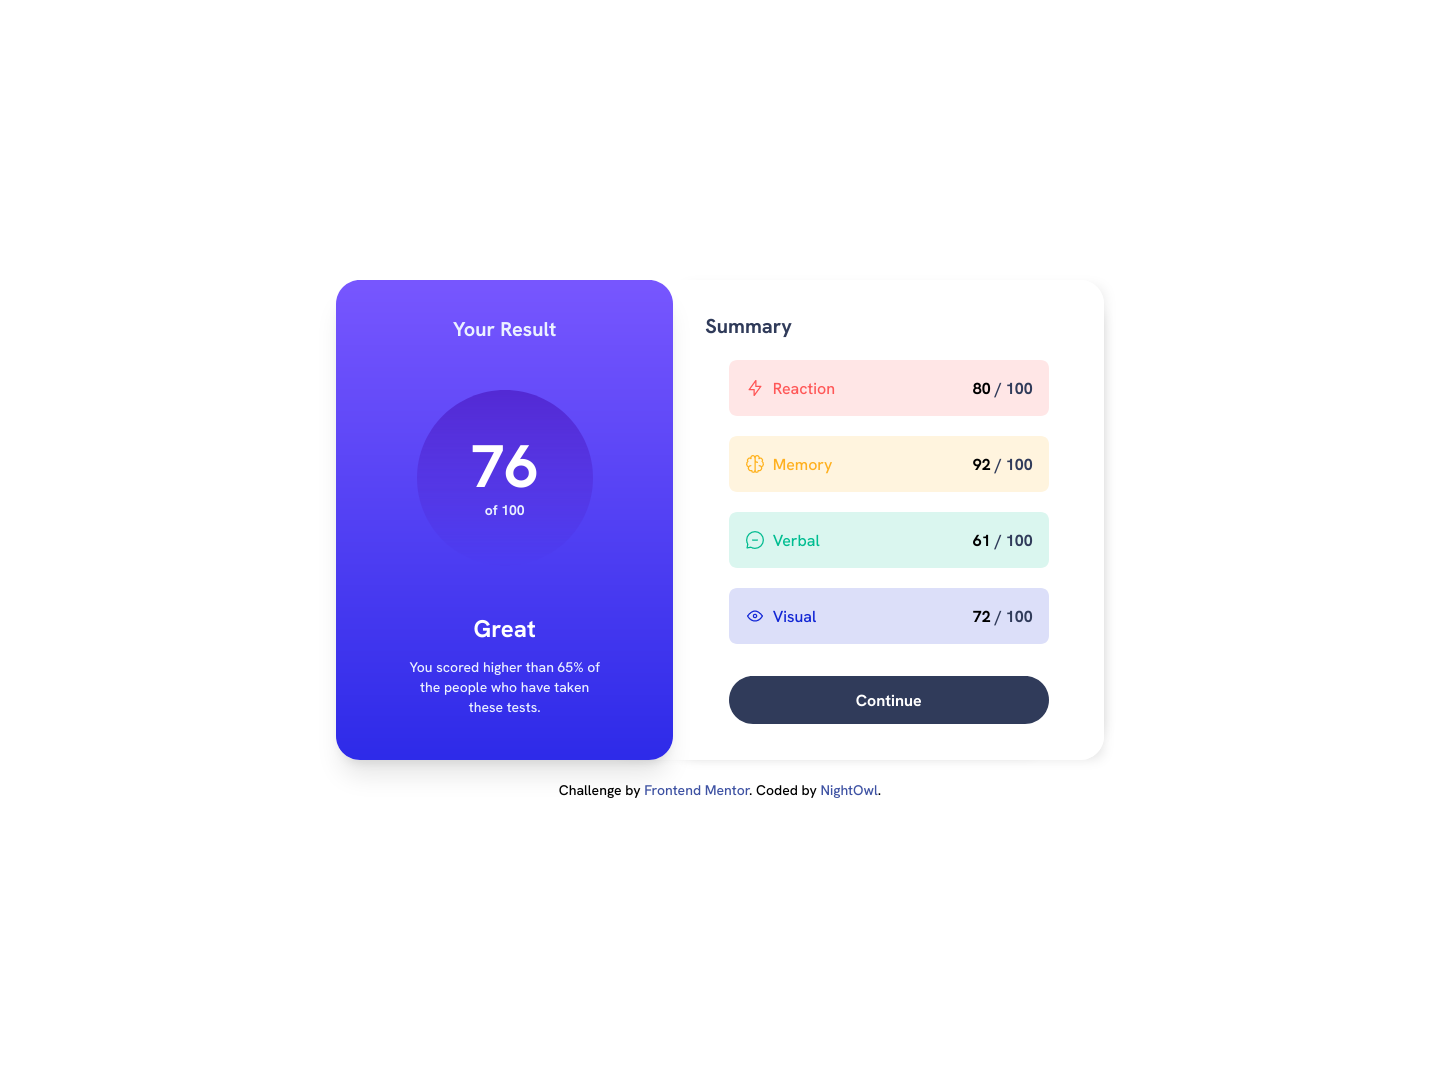 Your Result
76
of 100
Great
You scored higher than 65% of
the people who have taken
these tests.
Summary
Reaction 80 / 100
Memory 92 / 100
Verbal 61 / 100
Visual 72 / 100
Continue
Challenge by Frontend Mentor. Coded by NightOwl.